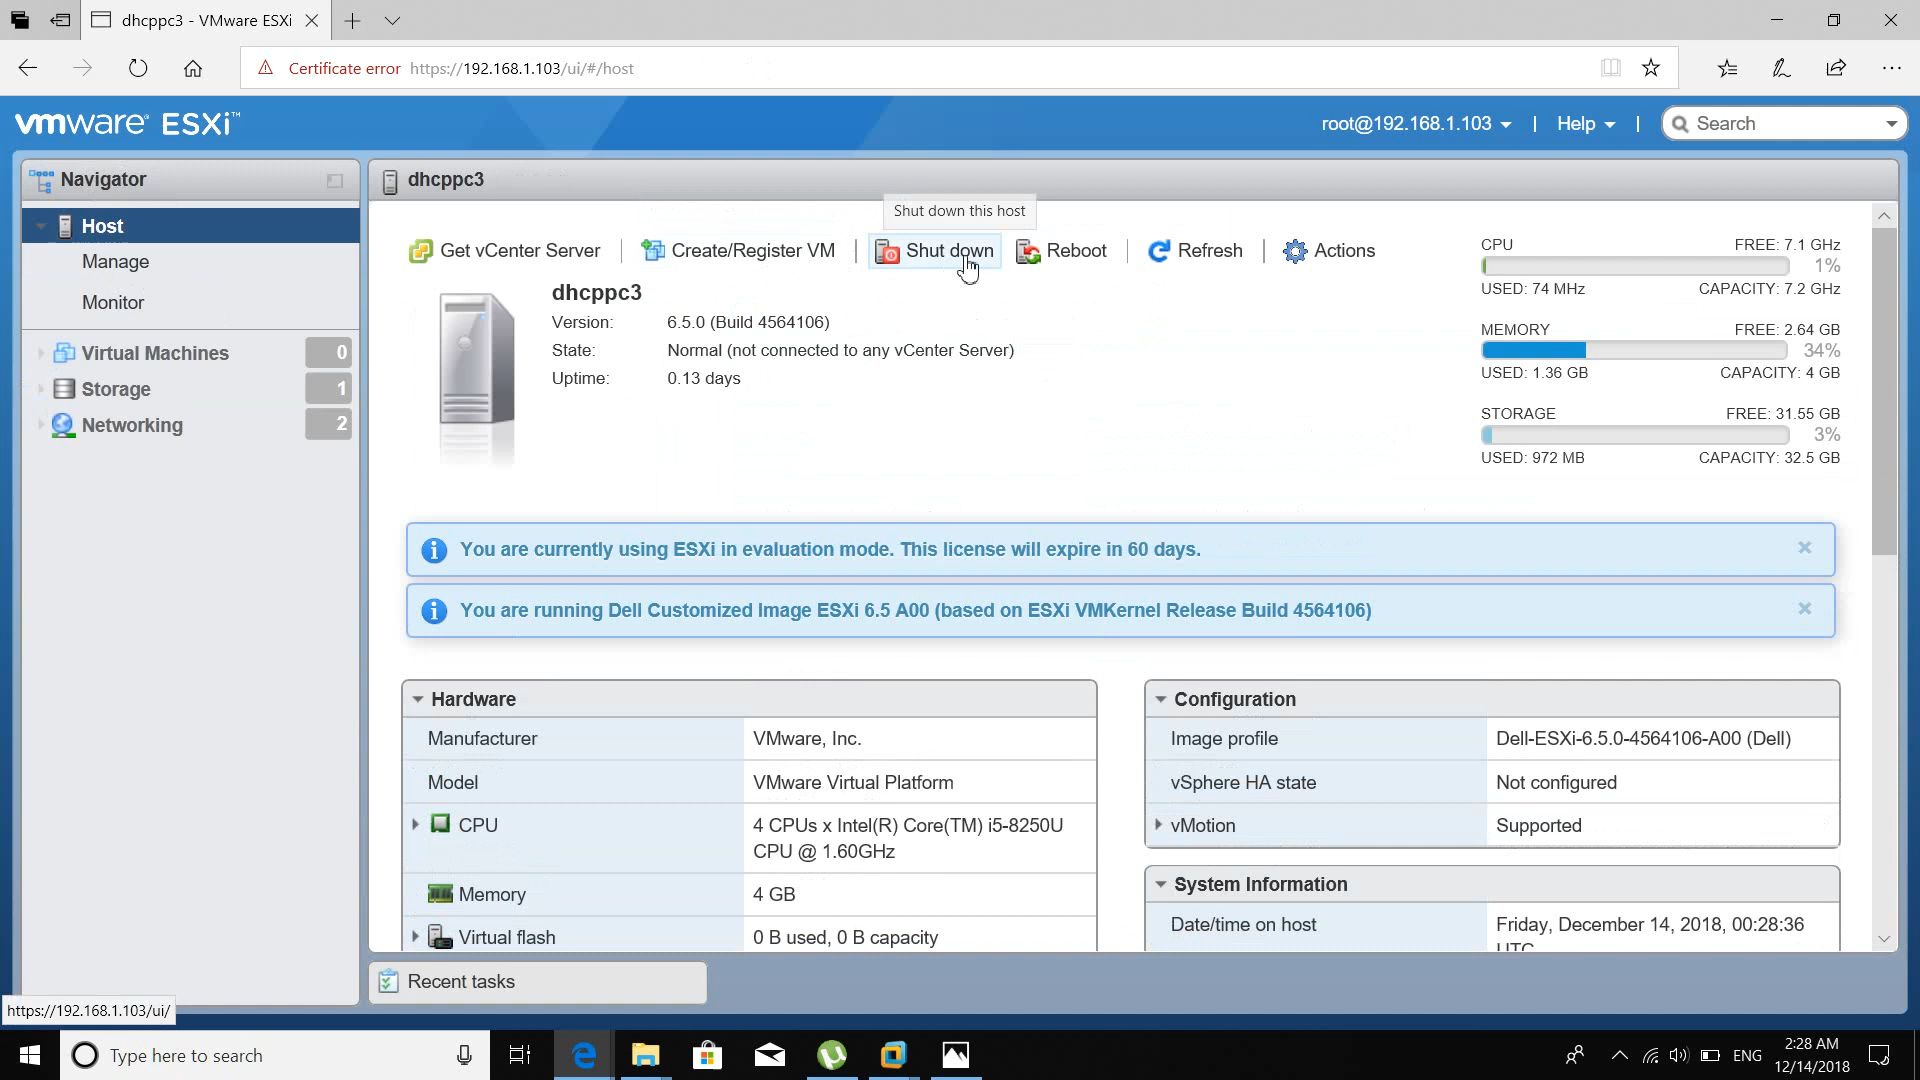 dhcppc3 - VMware ESXi
Certificate error https://192.168.1.103/ui/#/host
vmware ESXi™
root@192.168.1.103 | Help | Search
Navigator
Host
Manage
Monitor
Virtual Machines 0
Storage 1
Networking 2
dhcppc3
Shut down this host
Get vCenter Server | Create/Register VM | Shut down Reboot | Refresh | Actions
dhcppc3
Version: 6.5.0 (Build 4564106)
State: Normal (not connected to any vCenter Server)
Uptime: 0.13 days
CPU FREE: 7.1 GHz
1%
USED: 74 MHz CAPACITY: 7.2 GHz
MEMORY FREE: 2.64 GB
34%
USED: 1.36 GB CAPACITY: 4 GB
STORAGE FREE: 31.55 GB
3%
USED: 972 MB CAPACITY: 32.5 GB
You are currently using ESXi in evaluation mode. This license will expire in 60 days.
You are running Dell Customized Image ESXi 6.5 A00 (based on ESXi VMKernel Release Build 4564106)
Hardware
Manufacturer VMware, Inc.
Model VMware Virtual Platform
CPU 4 CPUs x Intel(R) Core(TM) i5-8250U
CPU @ 1.60GHz
Memory 4 GB
Virtual flash 0 B used, 0 B capacity
Configuration
Image profile Dell-ESXi-6.5.0-4564106-A00 (Dell)
vSphere HA state Not configured
vMotion Supported
System Information
Date/time on host Friday, December 14, 2018, 00:28:36
UTC
Recent tasks
https://192.168.1.103/ui/
Type here to search
ENG
2:28 AM
12/14/2018